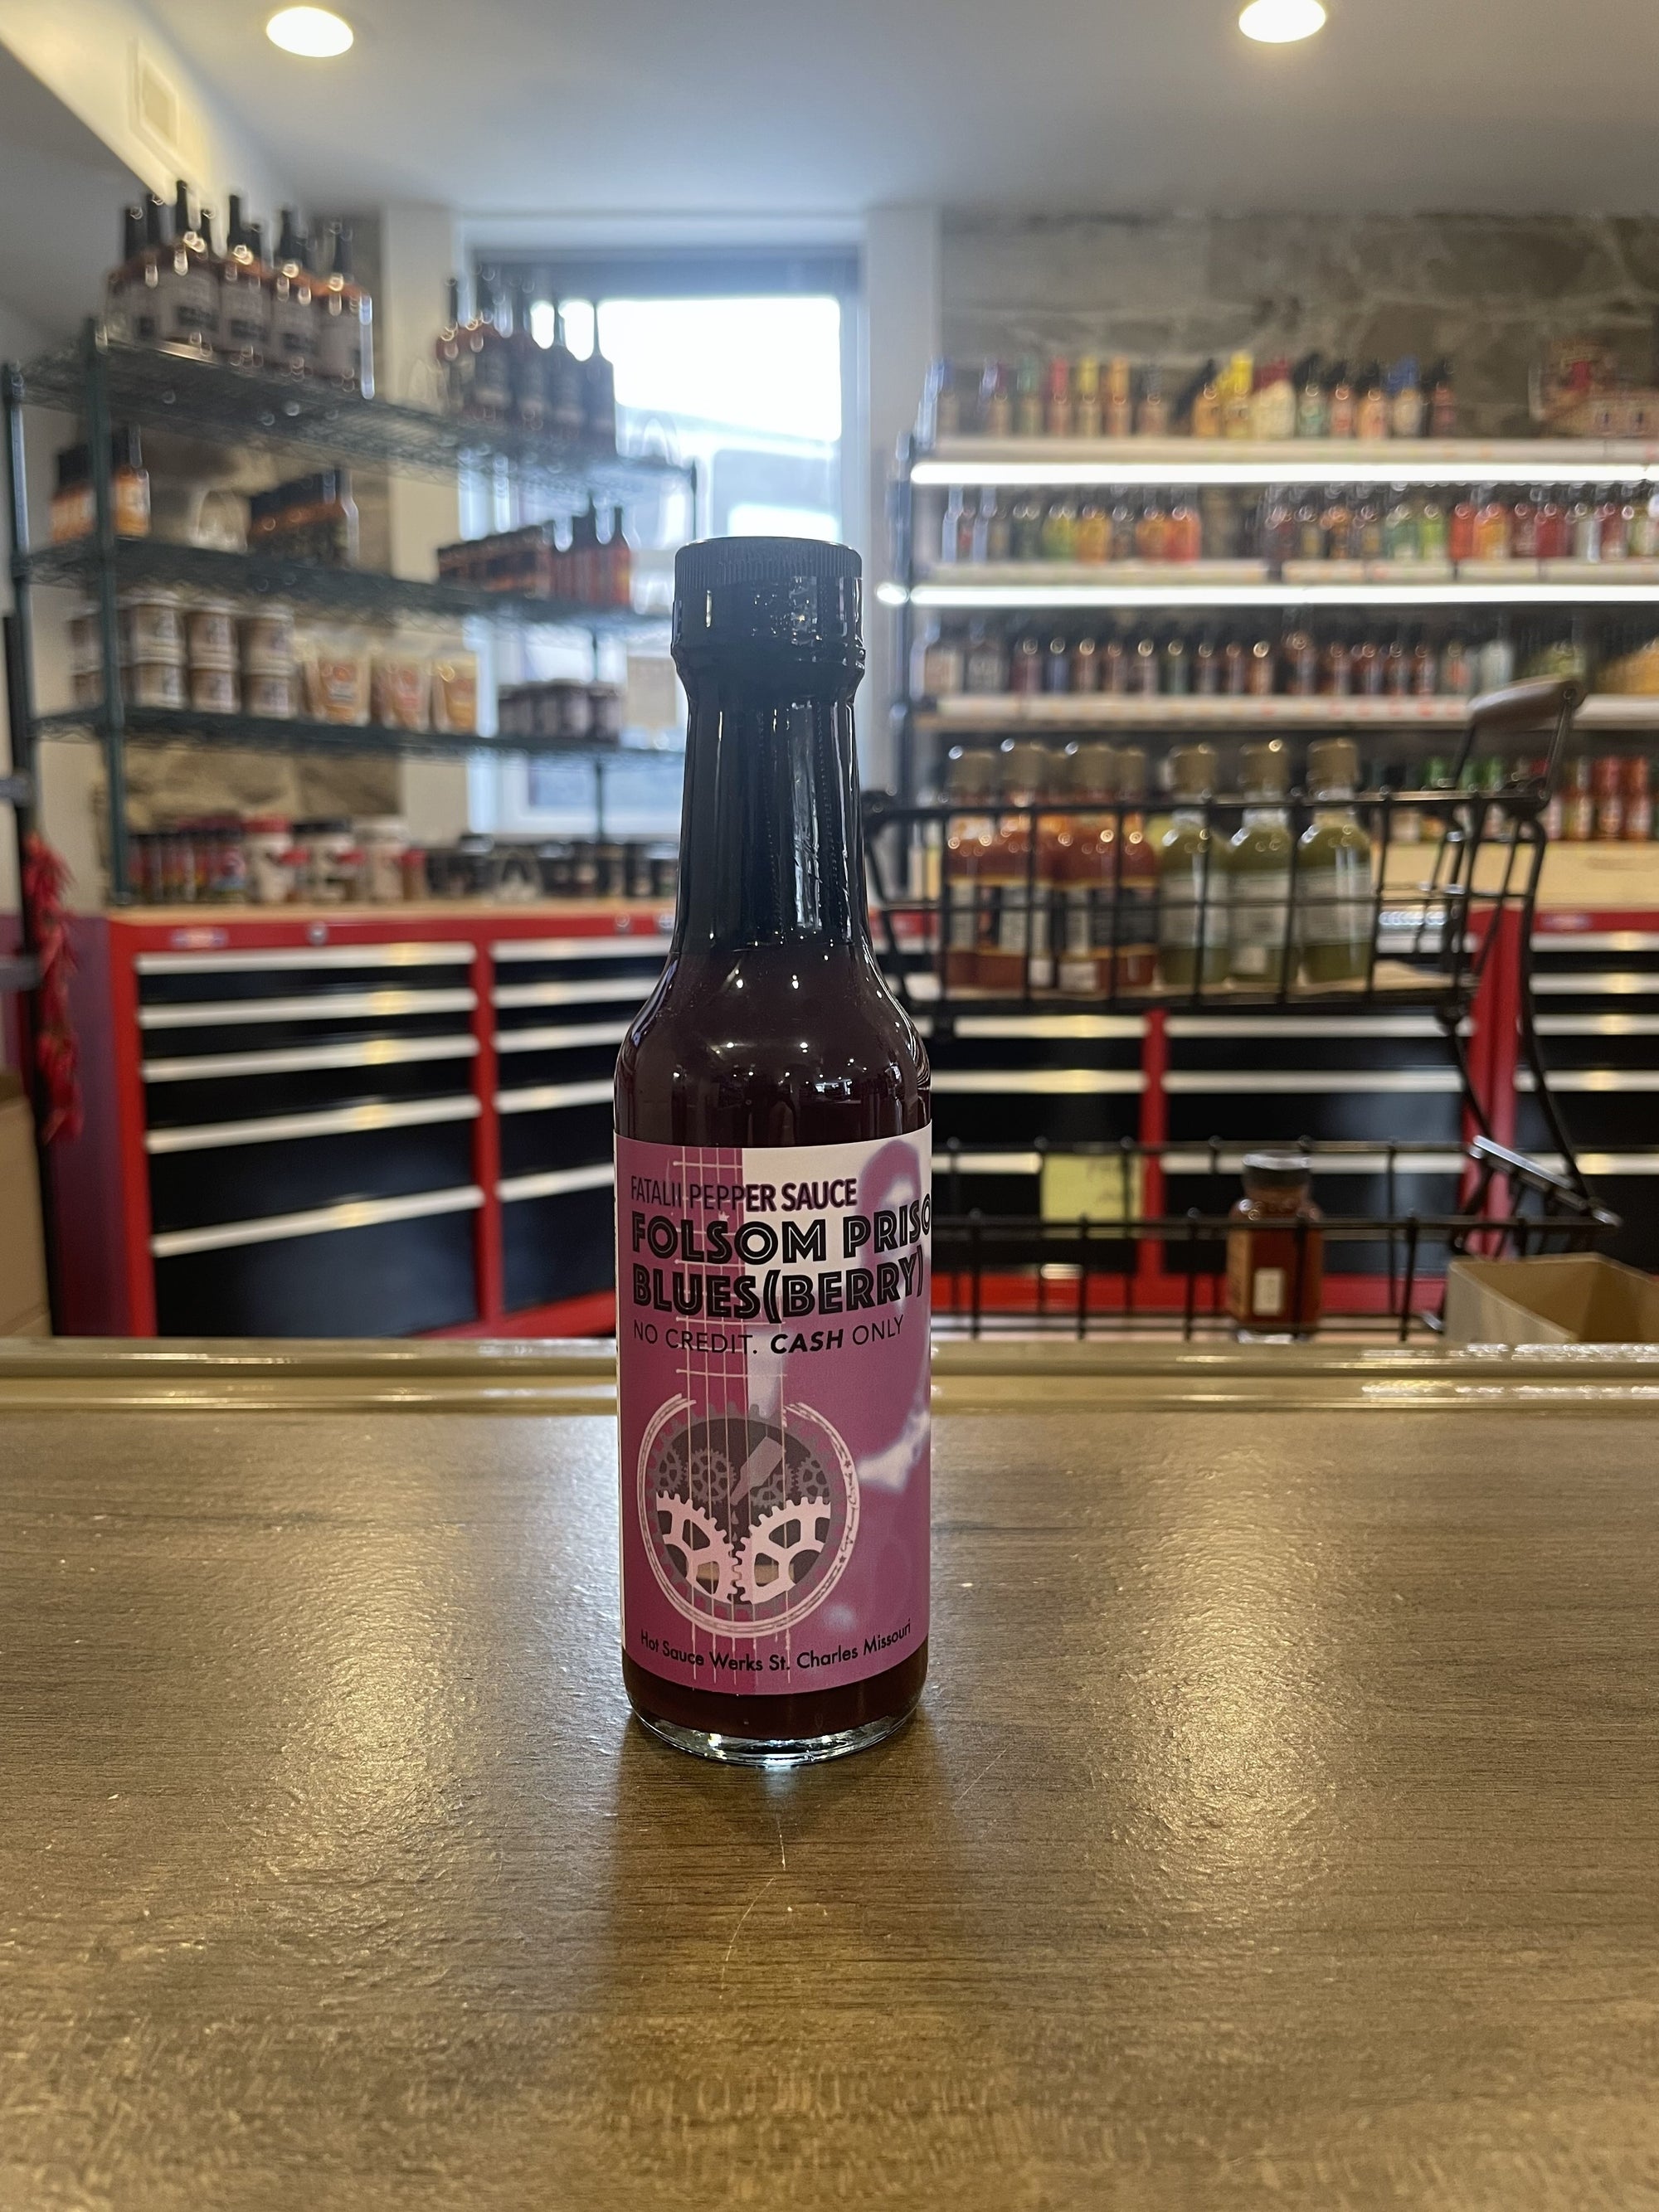 FATALII PEPPER SAUCE
FOLSOM PRISO
BLUES(BERRY)
NO CREDIT. CASH ONLY
Hot Sauce Werks St. Charles Missouri